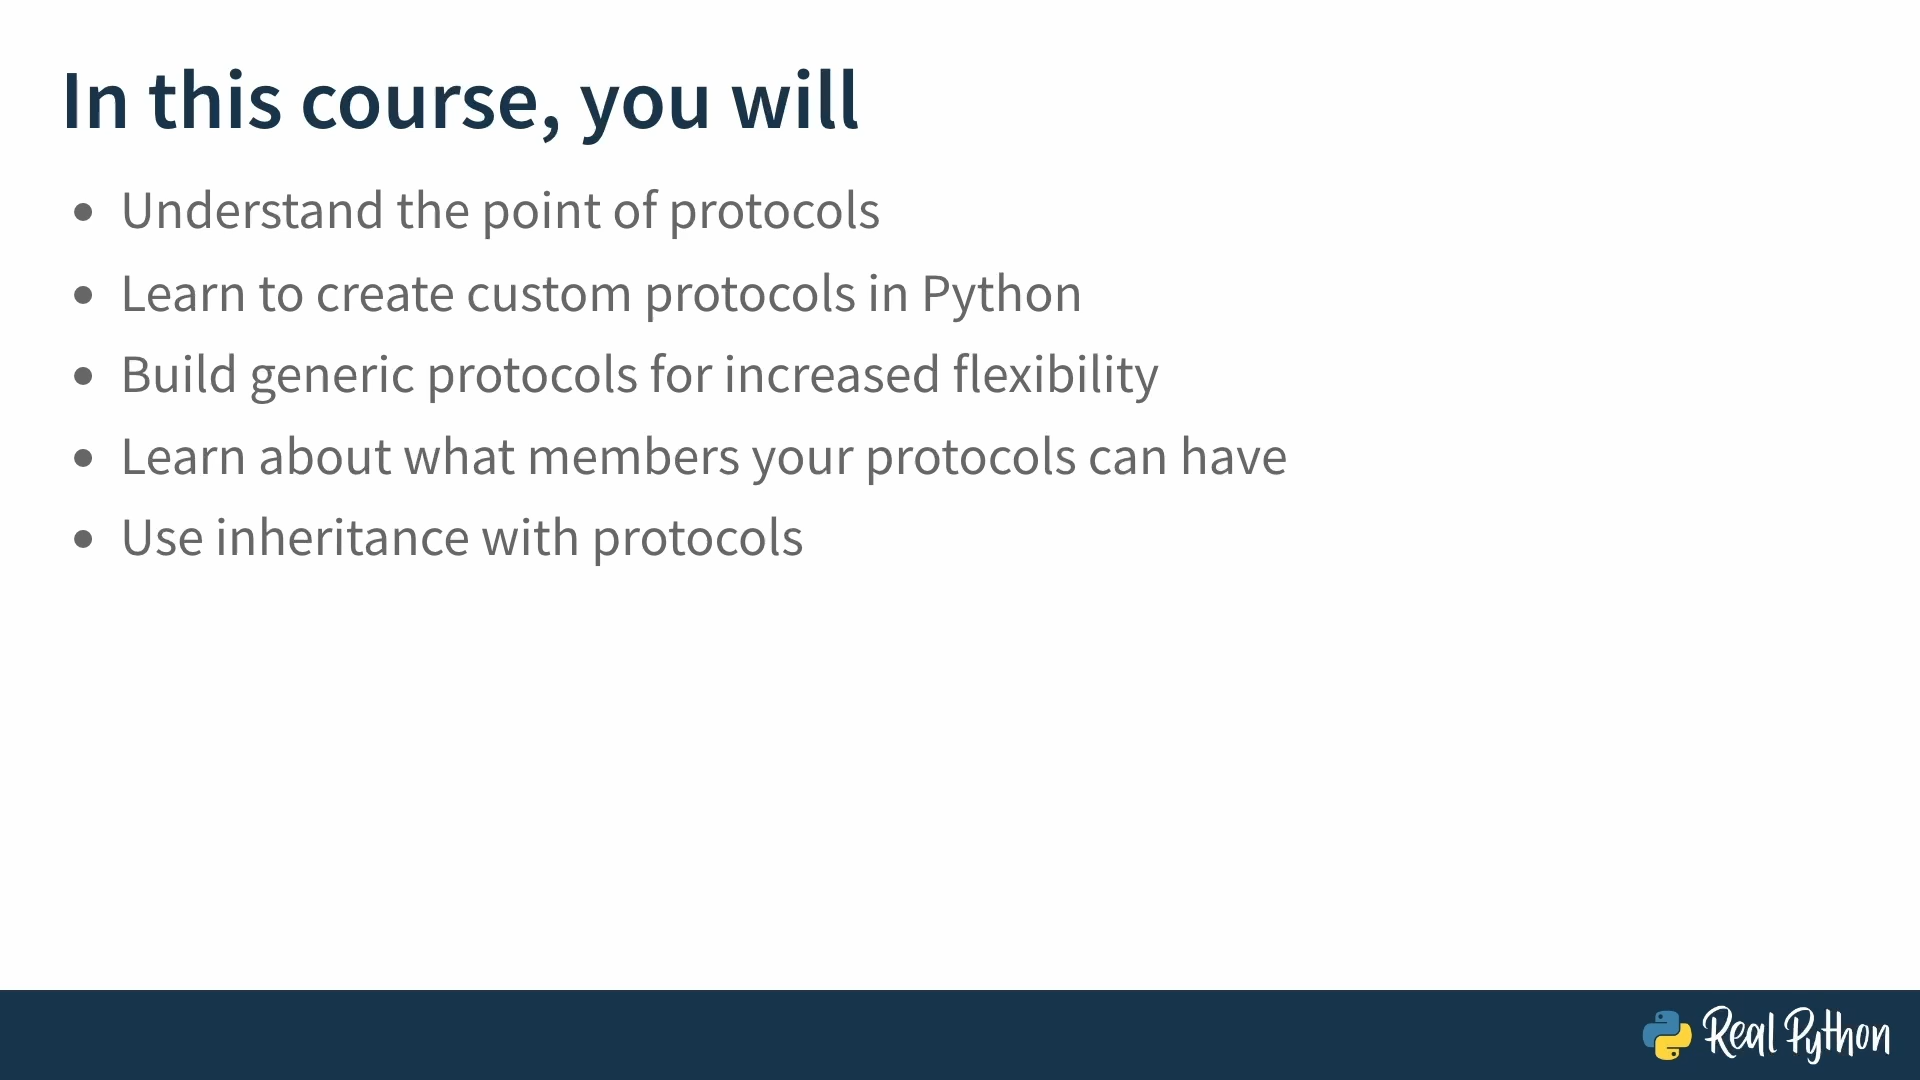 In this course, you will
• Understand the point of protocols
• Learn to create custom protocols in Python
• Build generic protocols for increased flexibility
• Learn about what members your protocols can have
• Use inheritance with protocols
Real Python